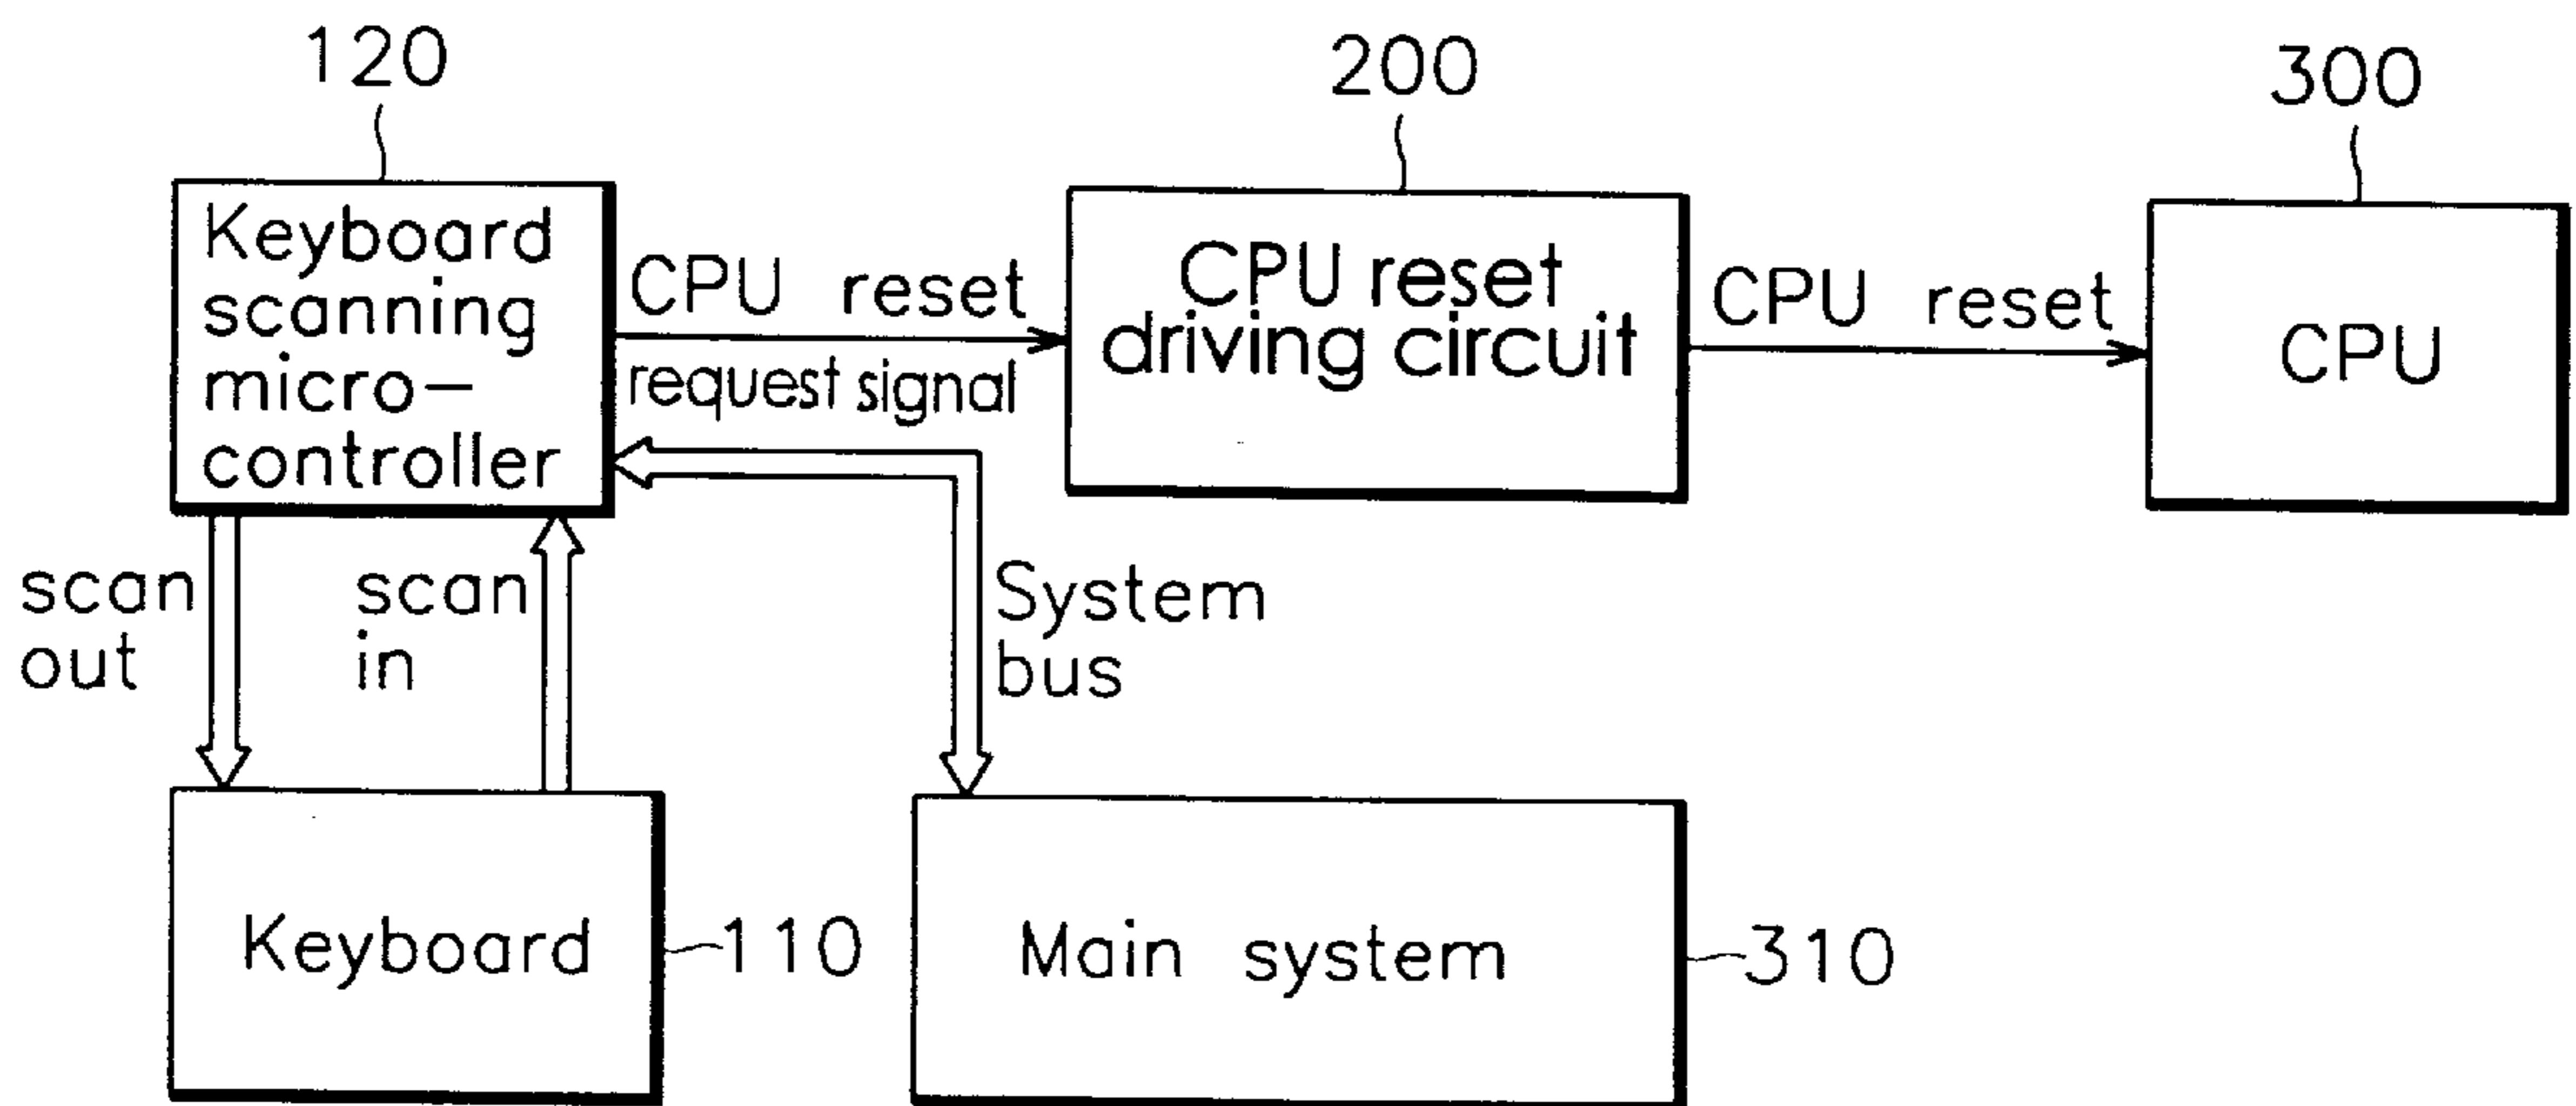 120
200
300
Keyboard
scanning
micro-
controller
CPU reset
request signal
CPU reset
driving circuit
CPU reset
CPU
scan
out
scan
in
System
bus
Keyboard
110
Main system
310